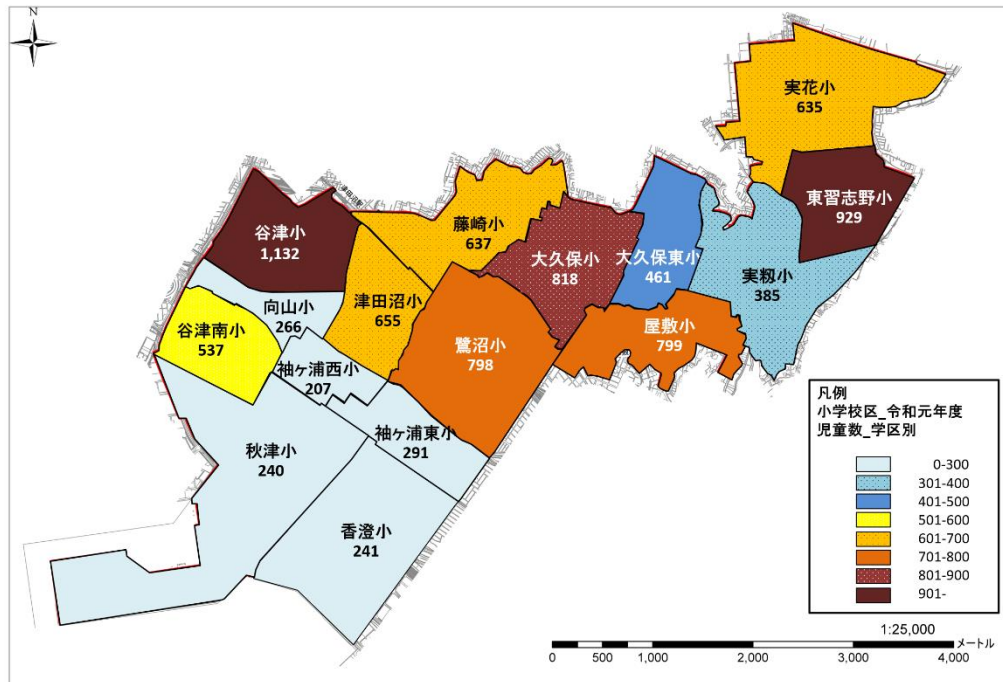 N
実花小
635
東習志野小
929
谷津小
1,132
津田沼駅
藤崎小
637
大久保小
818
大久保東小
461
実籾小
385
向山小
266
津田沼小
655
谷津南小
537
鷺沼小
798
屋敷小
799
袖ヶ浦西小
207
袖ヶ浦東小
291
秋津小
240
香澄小
241
凡例
小学校区_令和元年度
児童数_学区別
0-300
301-400
401-500
501-600
601-700
701-800
801-900
901-
1:25,000
メートル
0 500 1,000 2,000 3,000 4,000